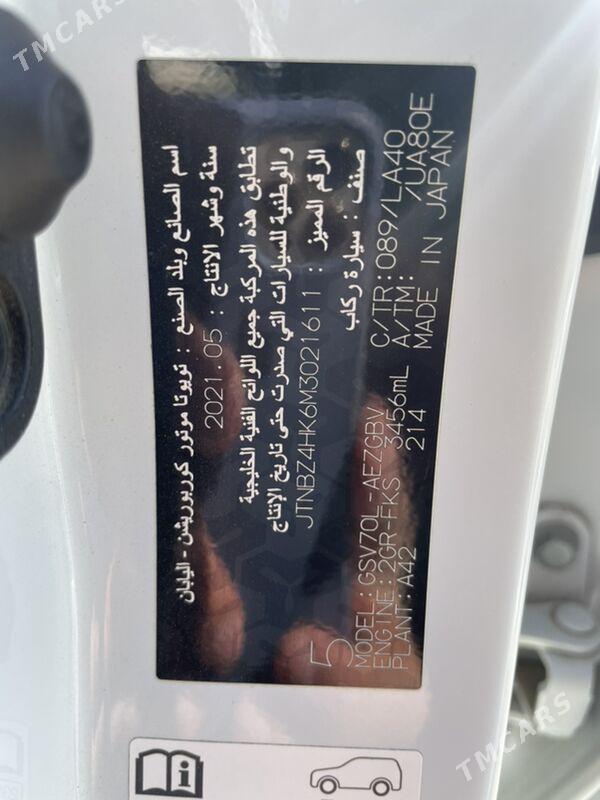 TMCARS
اسم الصانع وبلد الصنع : تويوتا موتور كوربوريشن - اليابان
سنة وشهر الانتاج : 2021.05
تطابق هذه المركبة جميع اللوائح الفنية الخليجية
والوطنية للسيارات التي صدرت حتى تاريخ الإنتاج
الرقم المميز : JTNBZ4HK6M3021611
صنف : سيارة ركاب
5
MODEL:GSV70L-AEZGBV
ENGINE:2GR-FKS 3456mL
PLANT:A42 214
C/TR:089/LA40
A/TM: /UA80E
MADE IN JAPAN
i
TMCARS